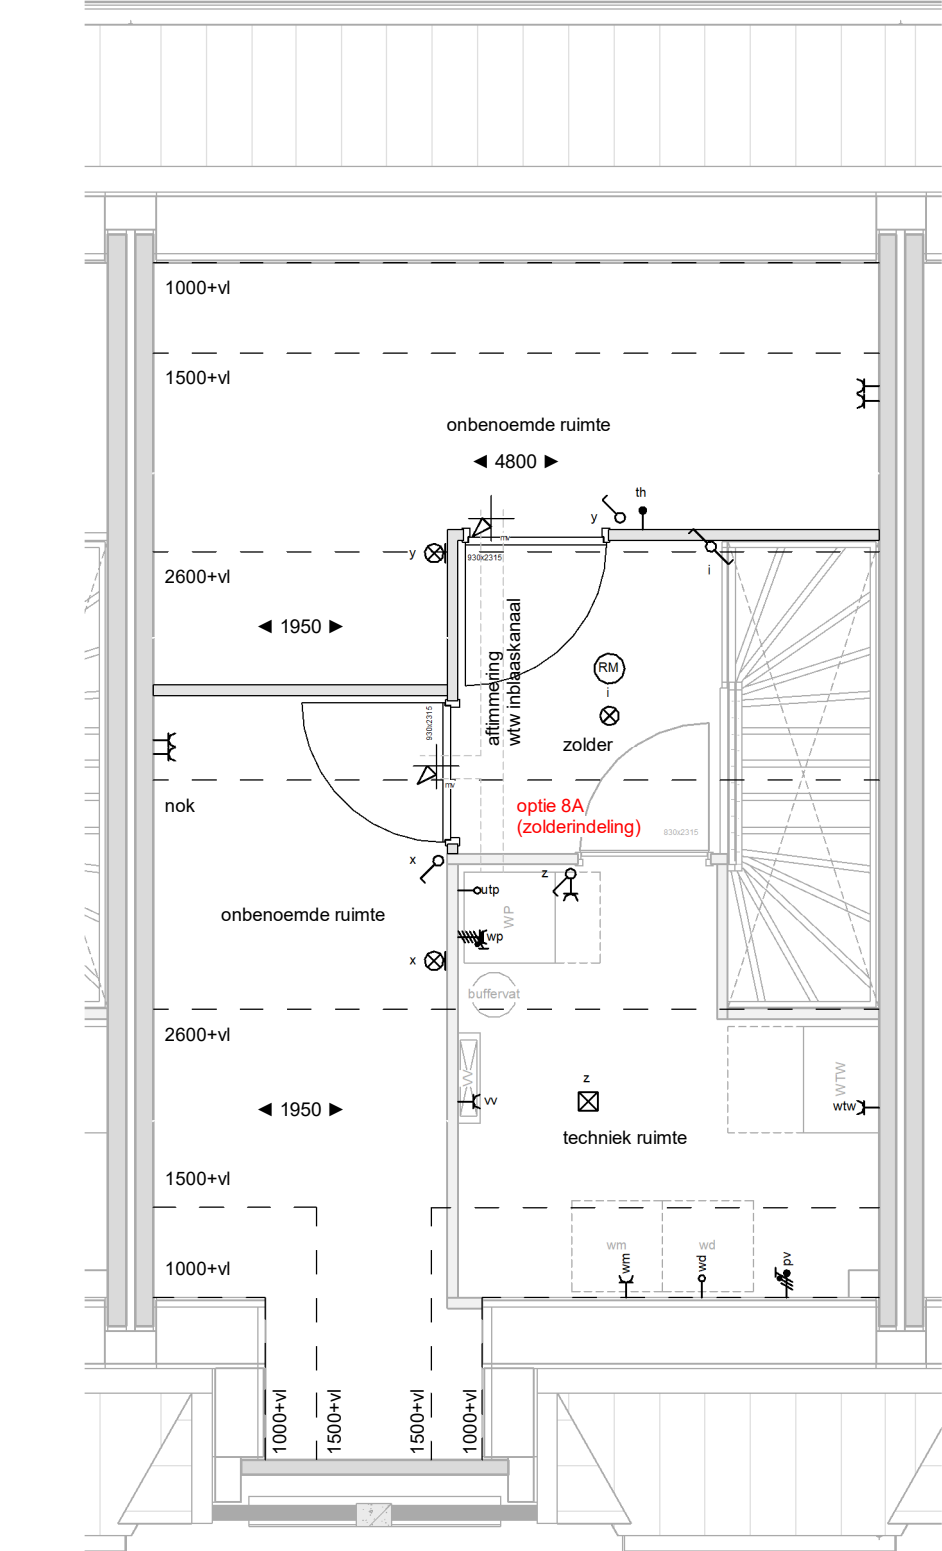 1000+vl
1500+vl
onbenoemde ruimte
◄ 4800 ►
th
y
mv
y
930x2315
i
2600+vl
◄ 1950 ►
aftimmering
wtw inblaaskanaal
RM
i
930x2315
zolder
mv
nok
optie 8A
(zolderindeling)
830x2315
x
z
utp
WP
onbenoemde ruimte
wp
x
buffervat
2600+vl
VV
vv
z
WTW
wtw
◄ 1950 ►
techniek ruimte
1500+vl
wm
wd
wm
wd
pv
1000+vl
1000+vl
1500+vl
1500+vl
1000+vl